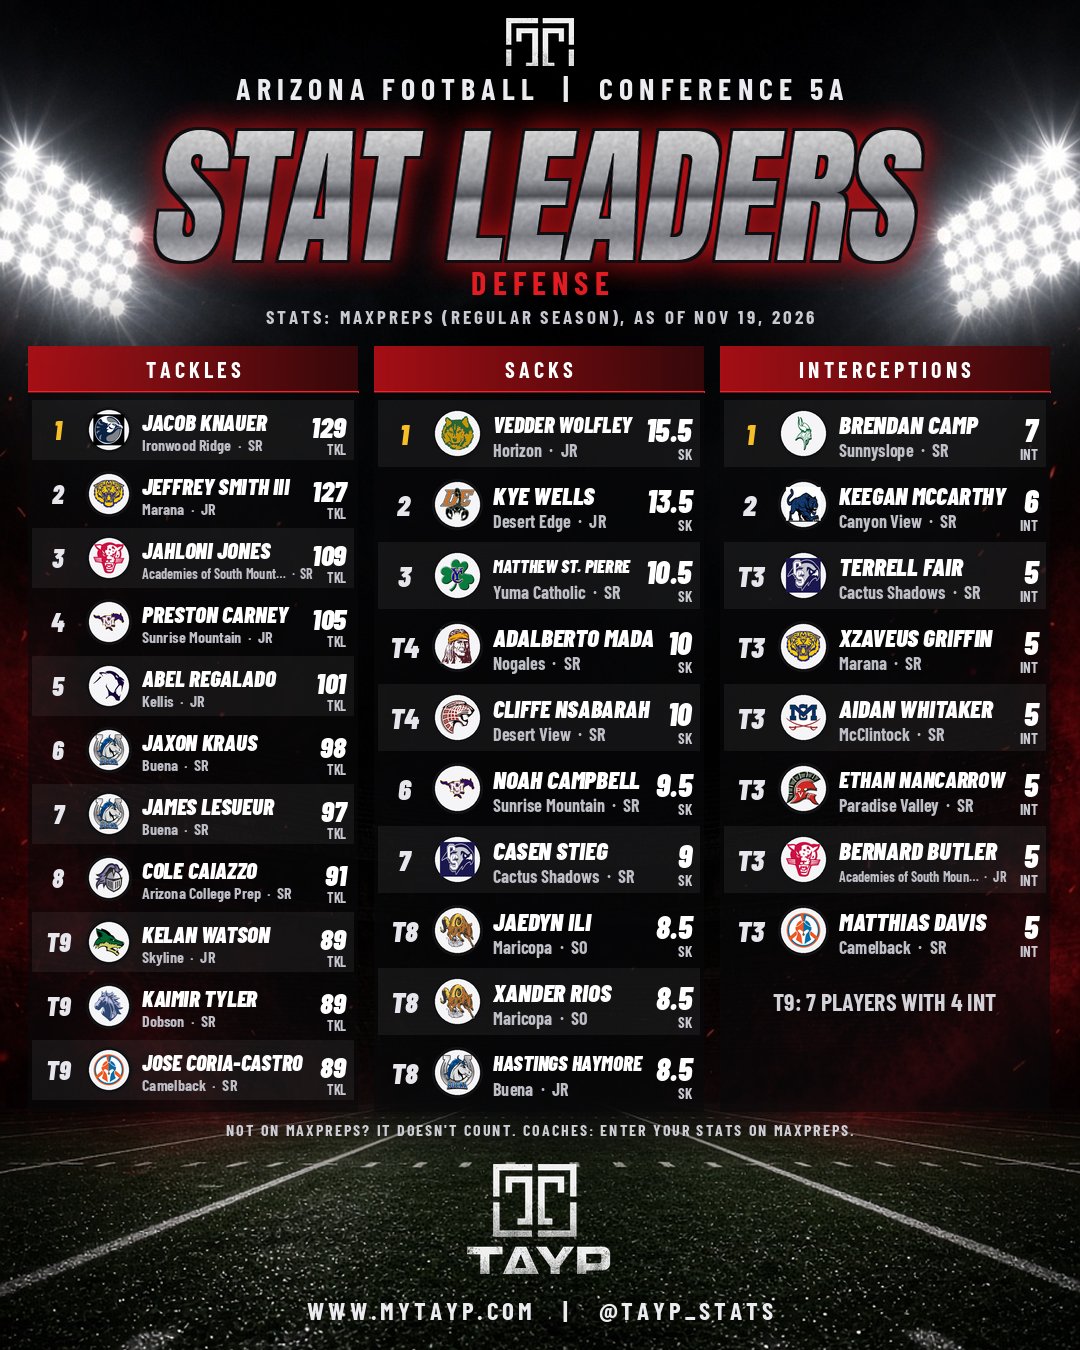 ARIZONA FOOTBALL | CONFERENCE 5A
STAT LEADERS
DEFENSE
STATS: MAXPREPS (REGULAR SEASON), AS OF NOV 19, 2026
TACKLES
1 JACOB KNAUER 129
Ironwood Ridge · SR TKL
2 JEFFREY SMITH III 127
Marana · JR TKL
3 JAHLONI JONES 109
Academies of South Mount... · SR TKL
4 PRESTON CARNEY 105
Sunrise Mountain · JR TKL
5 ABEL REGALADO 101
Kellis · JR TKL
6 JAXON KRAUS 98
Buena · SR TKL
7 JAMES LESUEUR 97
Buena · SR TKL
8 COLE CAIAZZO 91
Arizona College Prep · SR TKL
T9 KELAN WATSON 89
Skyline · JR TKL
T9 KAIMIR TYLER 89
Dobson · SR TKL
T9 JOSE CORIA-CASTRO 89
Camelback · SR TKL
SACKS
1 VEDDER WOLFLEY 15.5
Horizon · JR SK
2 KYE WELLS 13.5
Desert Edge · JR SK
3 MATTHEW ST. PIERRE 10.5
Yuma Catholic · SR SK
T4 ADALBERTO MADA 10
Nogales · SR SK
T4 CLIFFE NSABARAH 10
Desert View · SR SK
6 NOAH CAMPBELL 9.5
Sunrise Mountain · SR SK
7 CASEN STIEG 9
Cactus Shadows · SR SK
T8 JAEDYN ILI 8.5
Maricopa · SO SK
T8 XANDER RIOS 8.5
Maricopa · SO SK
T8 HASTINGS HAYMORE 8.5
Buena · JR SK
INTERCEPTIONS
1 BRENDAN CAMP 7
Sunnyslope · SR INT
2 KEEGAN MCCARTHY 6
Canyon View · SR INT
T3 TERRELL FAIR 5
Cactus Shadows · SR INT
T3 XZAVEUS GRIFFIN 5
Marana · SR INT
T3 AIDAN WHITAKER 5
McClintock · SR INT
T3 ETHAN NANCARROW 5
Paradise Valley · SR INT
T3 BERNARD BUTLER 5
Academies of South Moun... · JR INT
T3 MATTHIAS DAVIS 5
Camelback · SR INT
T9: 7 PLAYERS WITH 4 INT
NOT ON MAXPREPS? IT DOESN'T COUNT. COACHES: ENTER YOUR STATS ON MAXPREPS.
TAYP
WWW.MYTAYP.COM | @TAYP_STATS